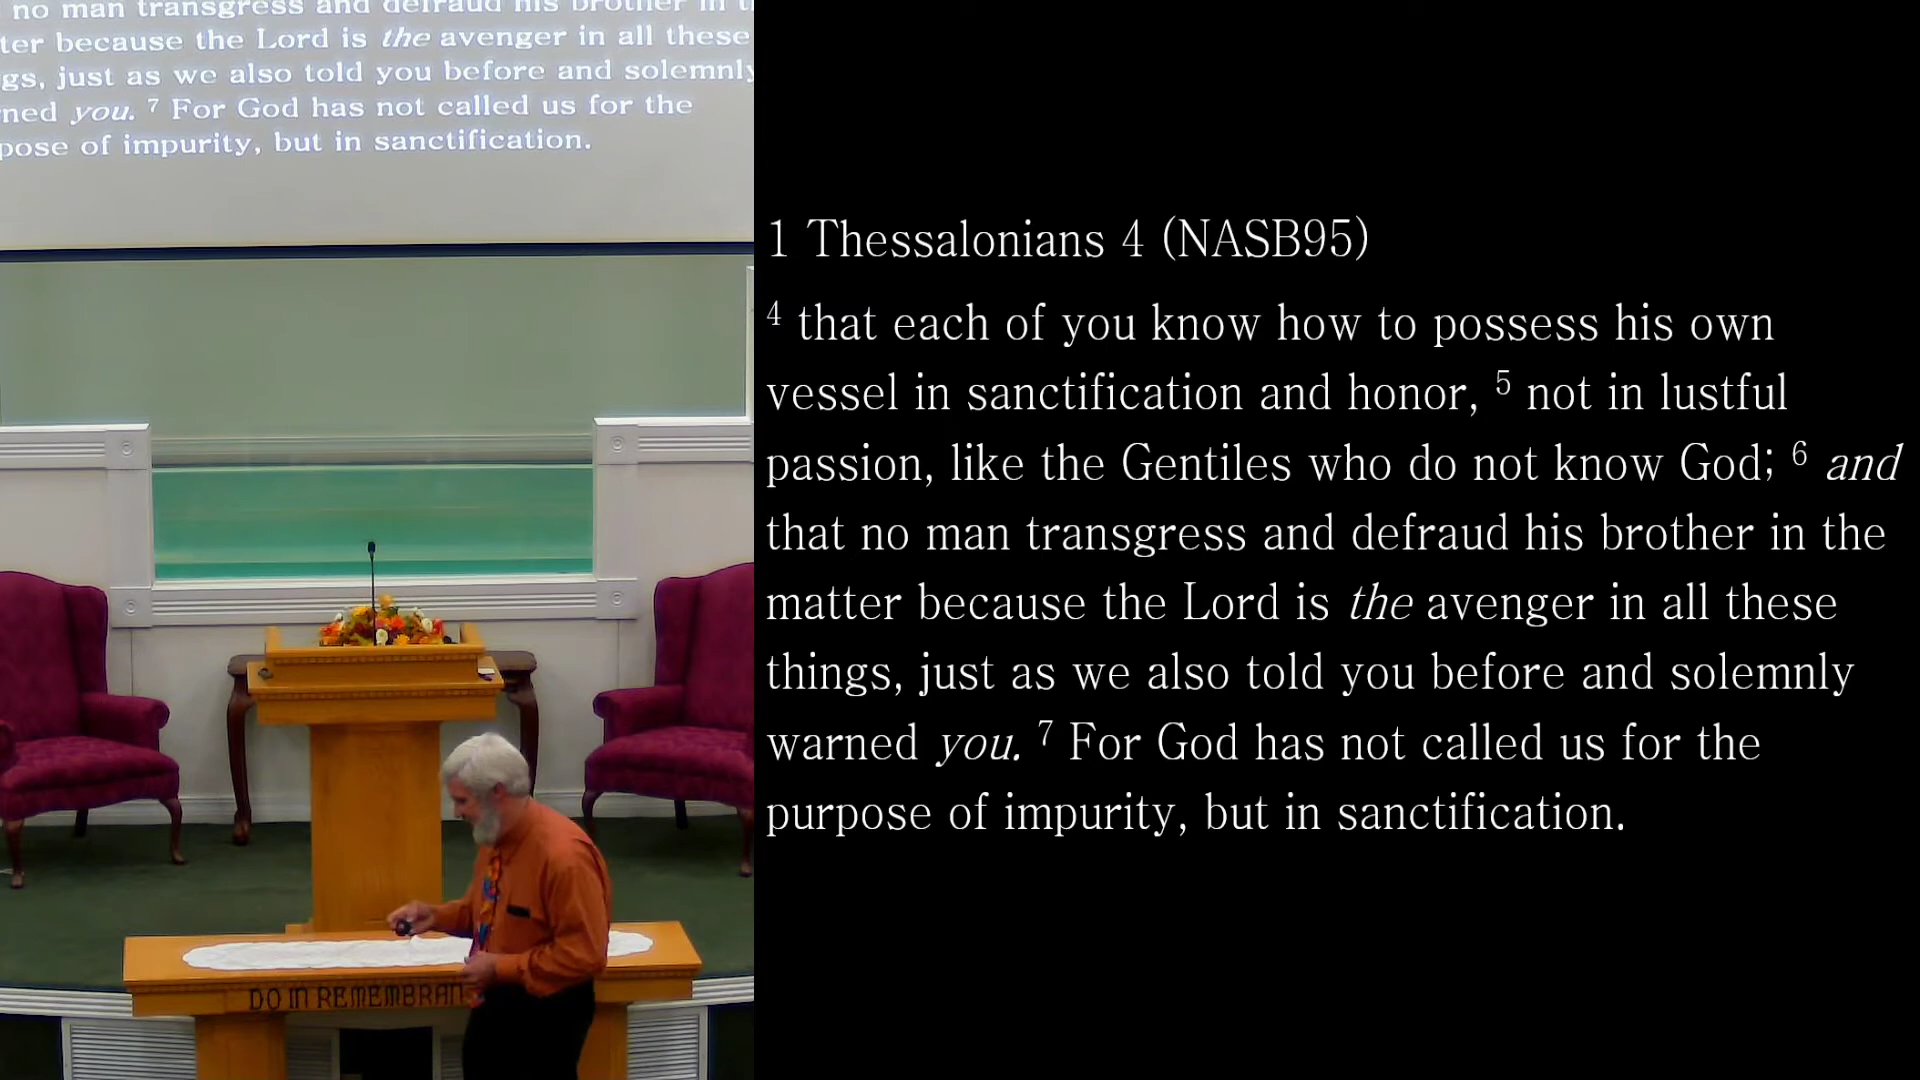 no man transgress and defraud his brother in
because the Lord is the avenger in all these
just as we also told you before and solemnly
you. 7 For God has not called us for the
of impurity, but in sanctification.
DO IN REMEMBRAN
1 Thessalonians 4 (NASB95)
4 that each of you know how to possess his own
vessel in sanctification and honor, 5 not in lustful
passion, like the Gentiles who do not know God; 6 and
that no man transgress and defraud his brother in the
matter because the Lord is the avenger in all these
things, just as we also told you before and solemnly
warned you. 7 For God has not called us for the
purpose of impurity, but in sanctification.